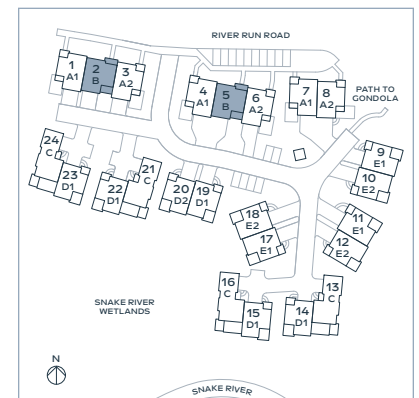 RIVER RUN ROAD
1
A1
2
B
3
A2
4
A1
5
B
6
A2
7
A1
8
A2
PATH TO
GONDOLA
9
E1
10
E2
11
E1
12
E2
24
C
23
D1
22
D1
21
C
20
D2
19
D1
18
E2
17
E1
16
C
15
D1
14
D1
13
C
SNAKE RIVER
WETLANDS
N
SNAKE RIVER